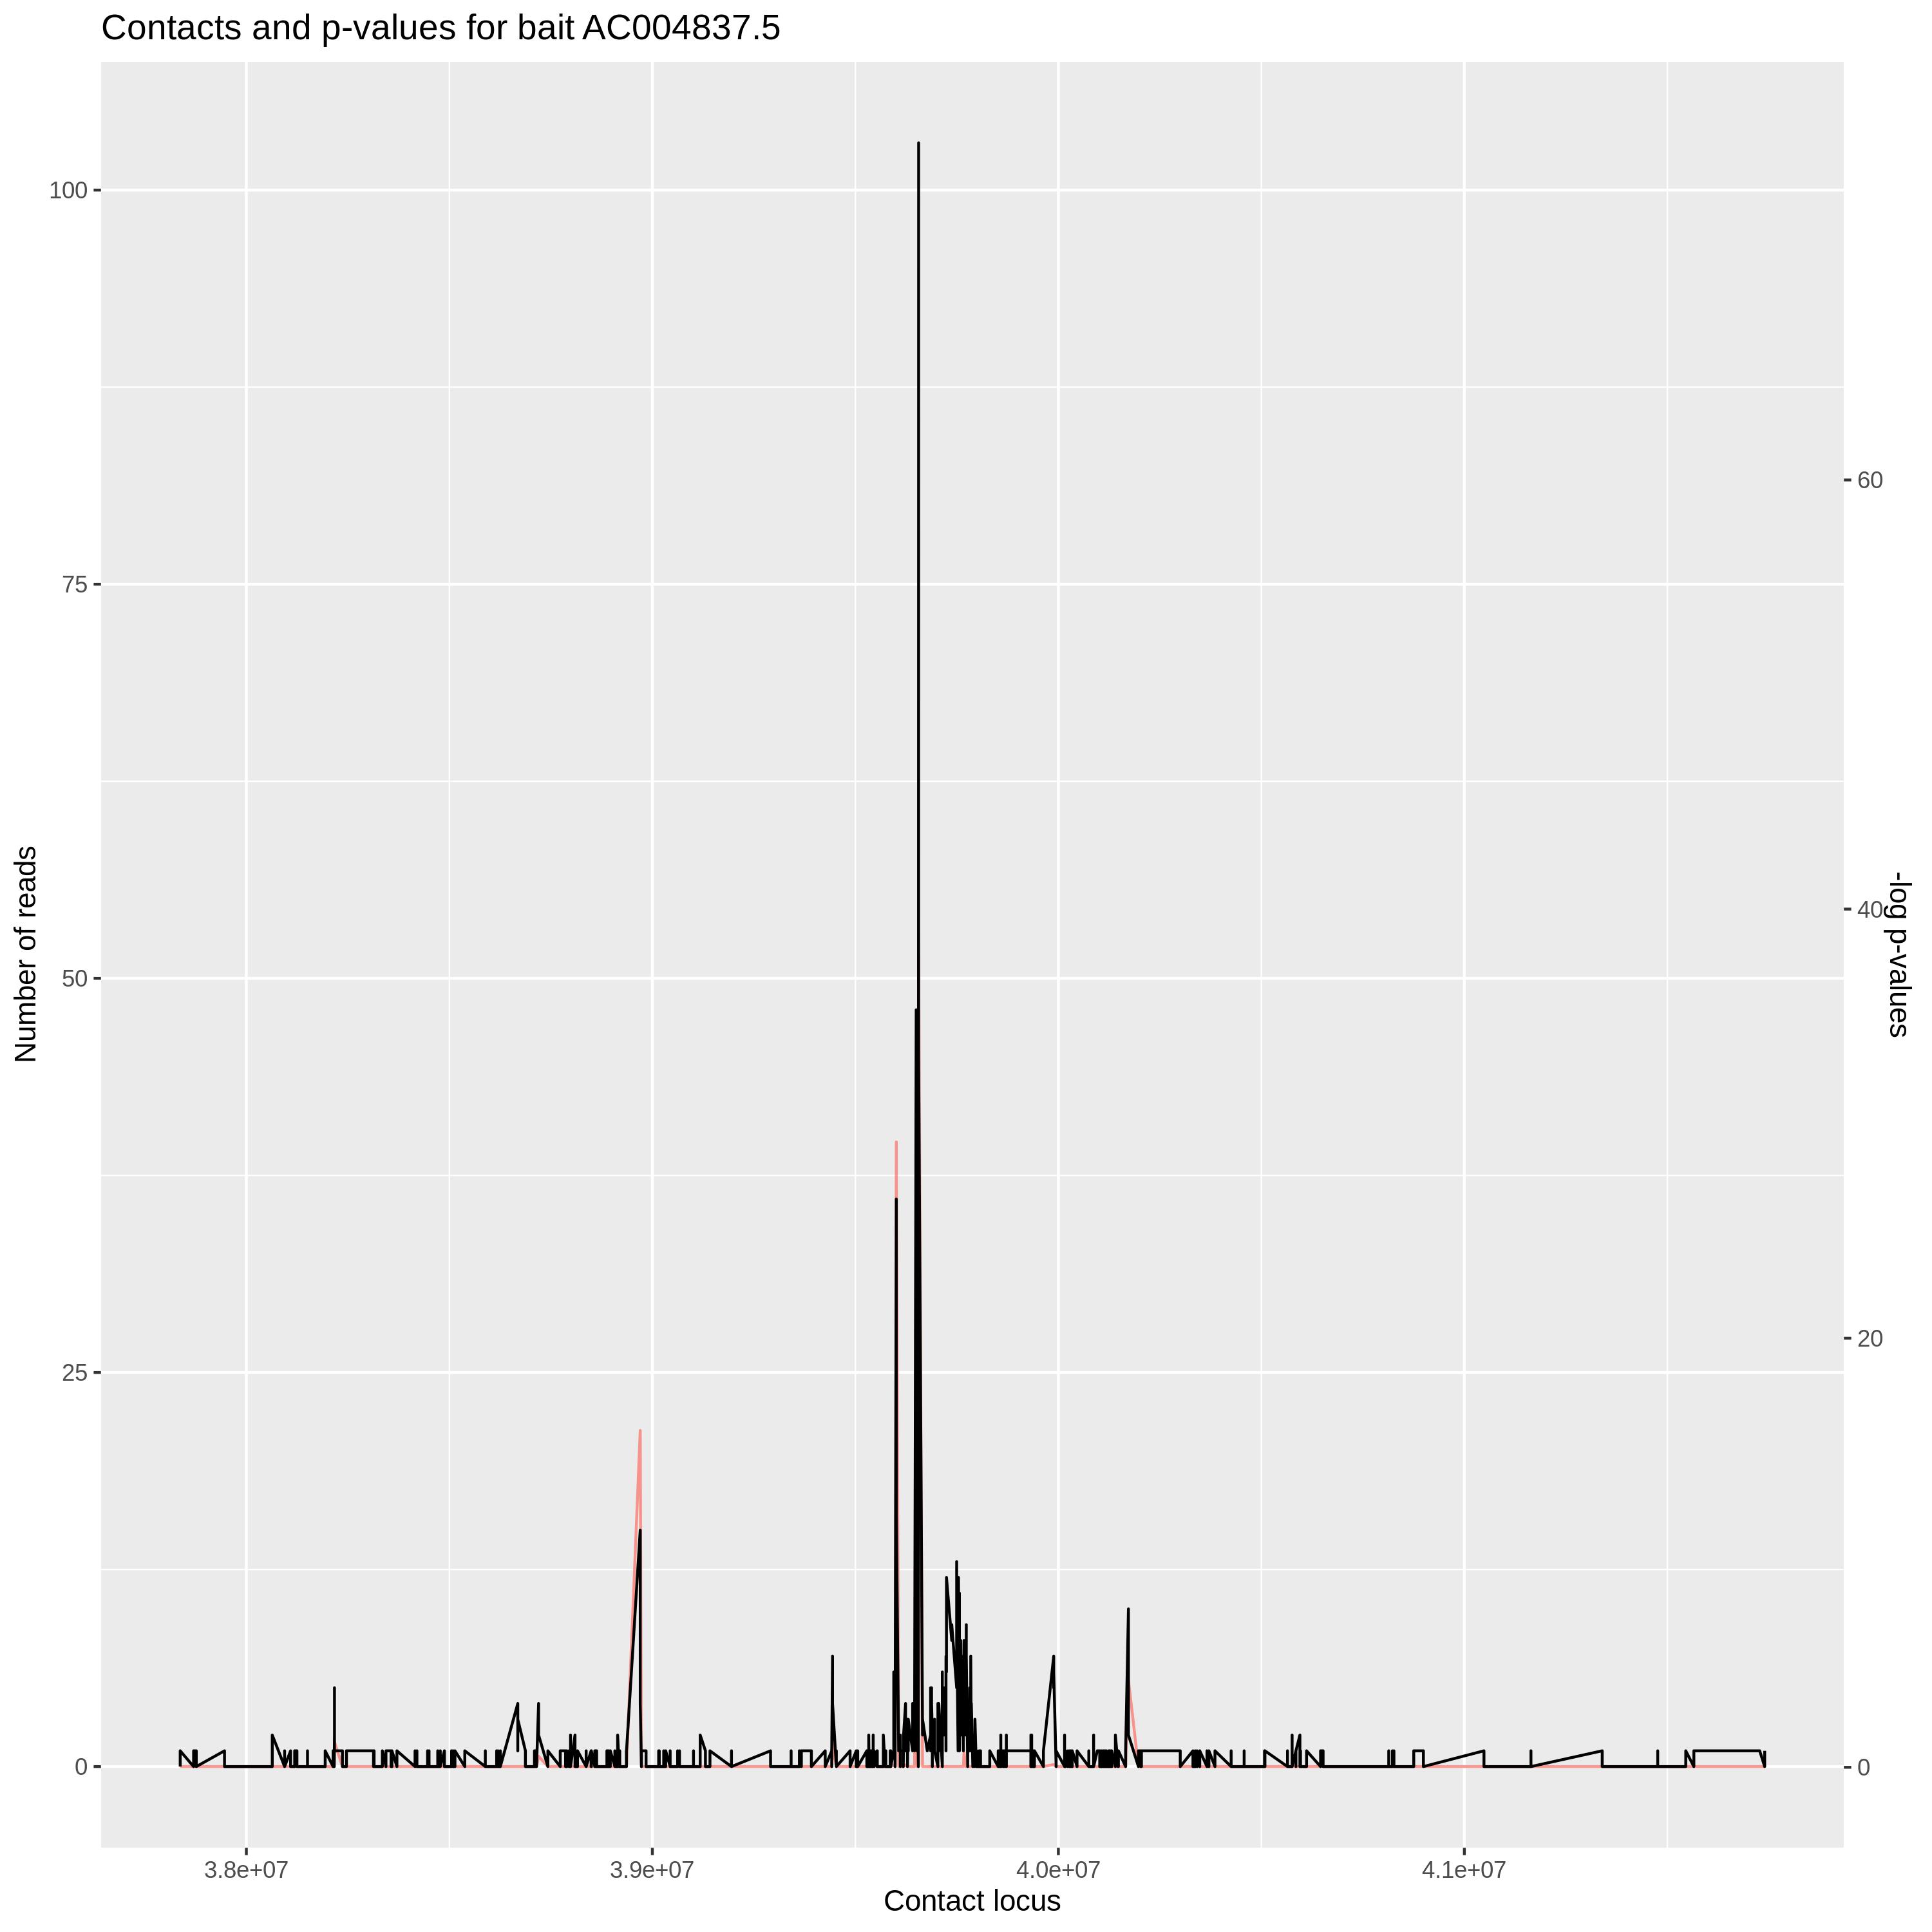 Contacts and p-values for bait AC004837.5
100
75
50
25
0
Number of reads
60
40
20
0
-log p-values
3.8e+07
3.9e+07
4.0e+07
4.1e+07
Contact locus